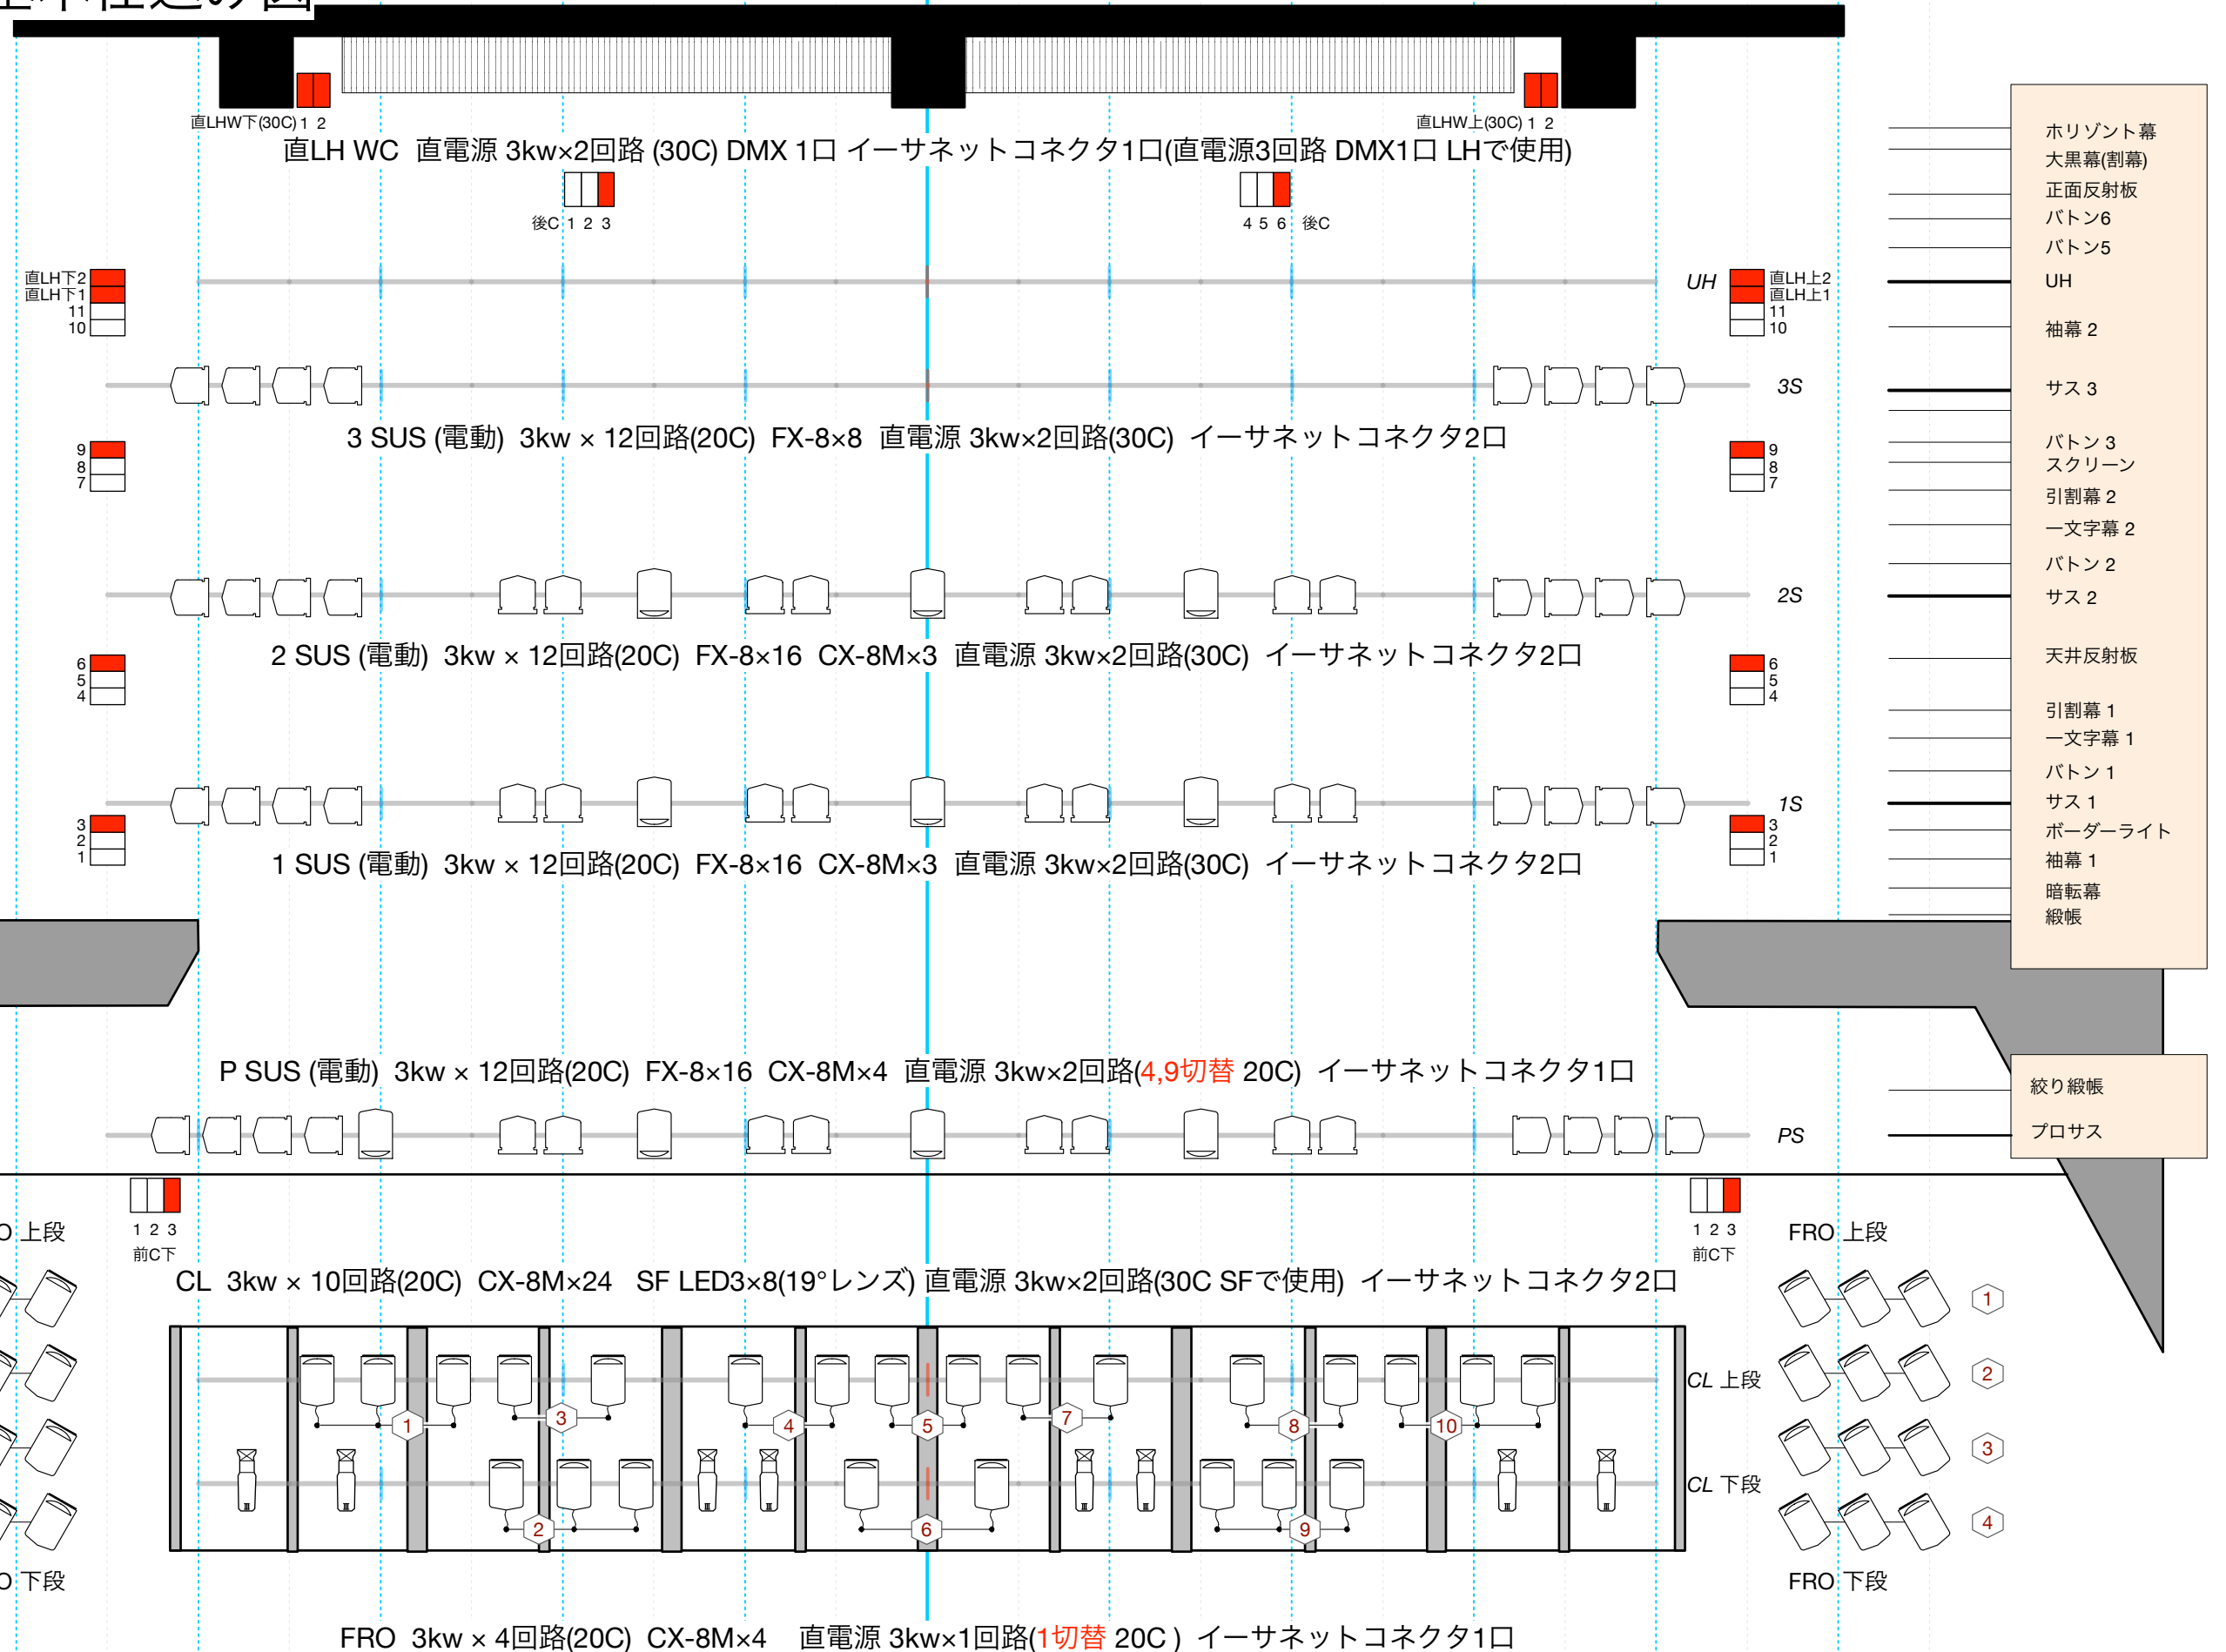 基本仕込み図
直LHW下(30C) 1 2
直LHW上(30C) 1 2
直LH WC 直電源 3kw×2回路 (30C) DMX 1口 イーサネットコネクタ1口(直電源3回路 DMX1口 LHで使用)
後C 1 2 3
4 5 6 後C
直LH下2
直LH下1
11
10
UH
直LH上2
直LH上1
11
10
3S
3 SUS (電動) 3kw × 12回路(20C) FX-8×8 直電源 3kw×2回路(30C) イーサネットコネクタ2口
9
8
7
9
8
7
2S
2 SUS (電動) 3kw × 12回路(20C) FX-8×16 CX-8M×3 直電源 3kw×2回路(30C) イーサネットコネクタ2口
6
5
4
6
5
4
1S
3
2
1
3
2
1
1 SUS (電動) 3kw × 12回路(20C) FX-8×16 CX-8M×3 直電源 3kw×2回路(30C) イーサネットコネクタ2口
ホリゾント幕
大黒幕(割幕)
正面反射板
バトン6
バトン5
UH
袖幕 2
サス 3
バトン 3
スクリーン
引割幕 2
一文字幕 2
バトン 2
サス 2
天井反射板
引割幕 1
一文字幕 1
バトン 1
サス 1
ボーダーライト
袖幕 1
暗転幕
緞帳
P SUS (電動) 3kw × 12回路(20C) FX-8×16 CX-8M×4 直電源 3kw×2回路(4,9切替 20C) イーサネットコネクタ1口
PS
絞り緞帳
プロサス
1 2 3
前C下
1 2 3
前C下
O 上段
FRO 上段
CL 3kw × 10回路(20C) CX-8M×24 SF LED3×8(19°レンズ) 直電源 3kw×2回路(30C SFで使用) イーサネットコネクタ2口
CL 上段
1
3
4
5
7
8
10
CL 下段
2
6
9
1
2
3
4
O 下段
FRO 下段
FRO 3kw × 4回路(20C) CX-8M×4 直電源 3kw×1回路(1切替 20C ) イーサネットコネクタ1口